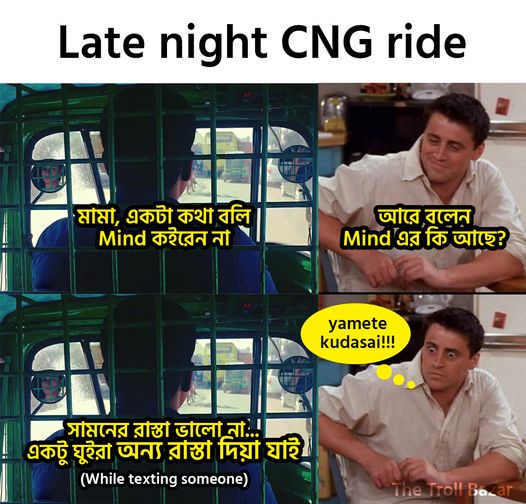 Late night CNG ride
মামা, একটা কথা বলি
Mind কইরেন না
আরে বলেন
Mind এর কি আছে?
সামনের রাস্তা ভালো না...
একটু ঘুইরা অন্য রাস্তা দিয়া যাই
(While texting someone)
yamete
kudasai!!!
The Troll Bazar